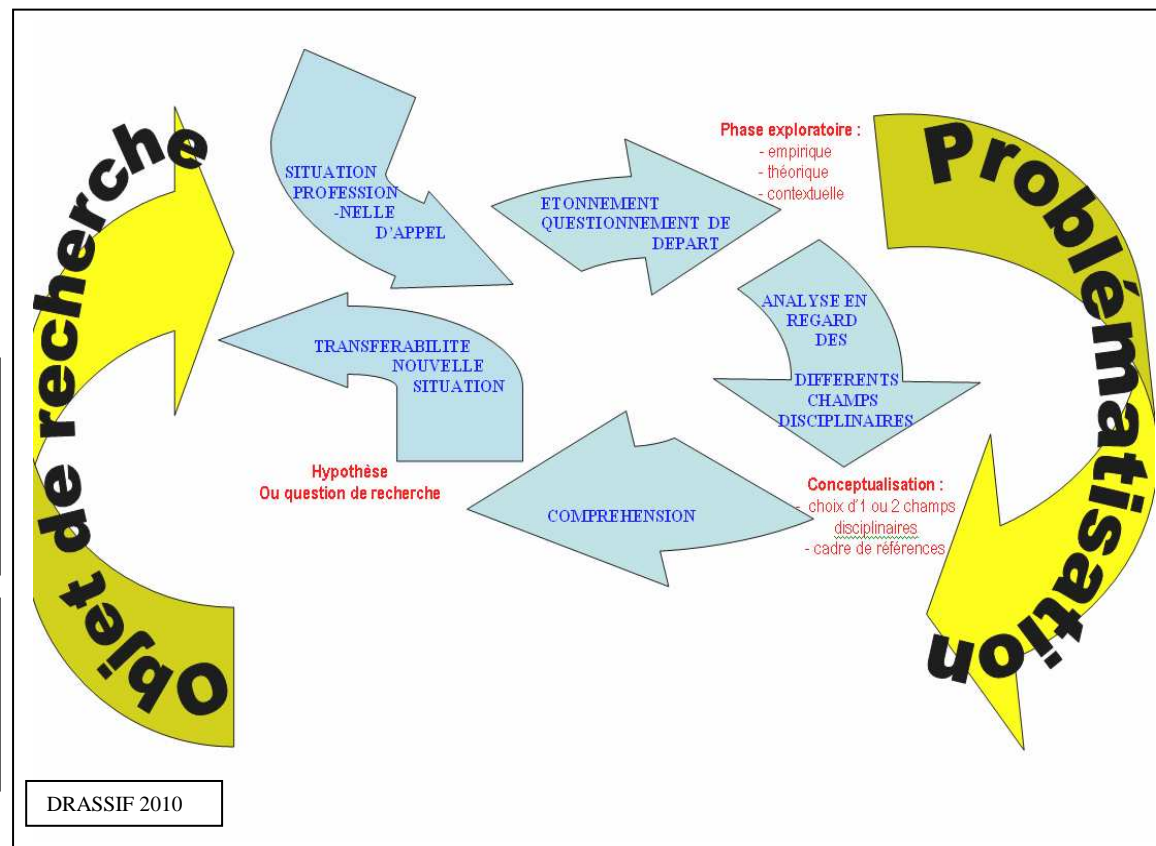 Objet de recherche
SITUATION
PROFESSION
-NELLE
D'APPEL
ETONNEMENT
QUESTIONNEMENT DE
DEPART
Phase exploratoire :
- empirique
- théorique
- contextuelle
Problématisation
ANALYSE EN
REGARD
DES
DIFFERENTS
CHAMPS
DISCIPLINAIRES
TRANSFERABILITE
NOUVELLE
SITUATION
Hypothèse
Ou question de recherche
COMPREHENSION
Conceptualisation :
- choix d'1 ou 2 champs
disciplinaires
- cadre de références
DRASSIF 2010